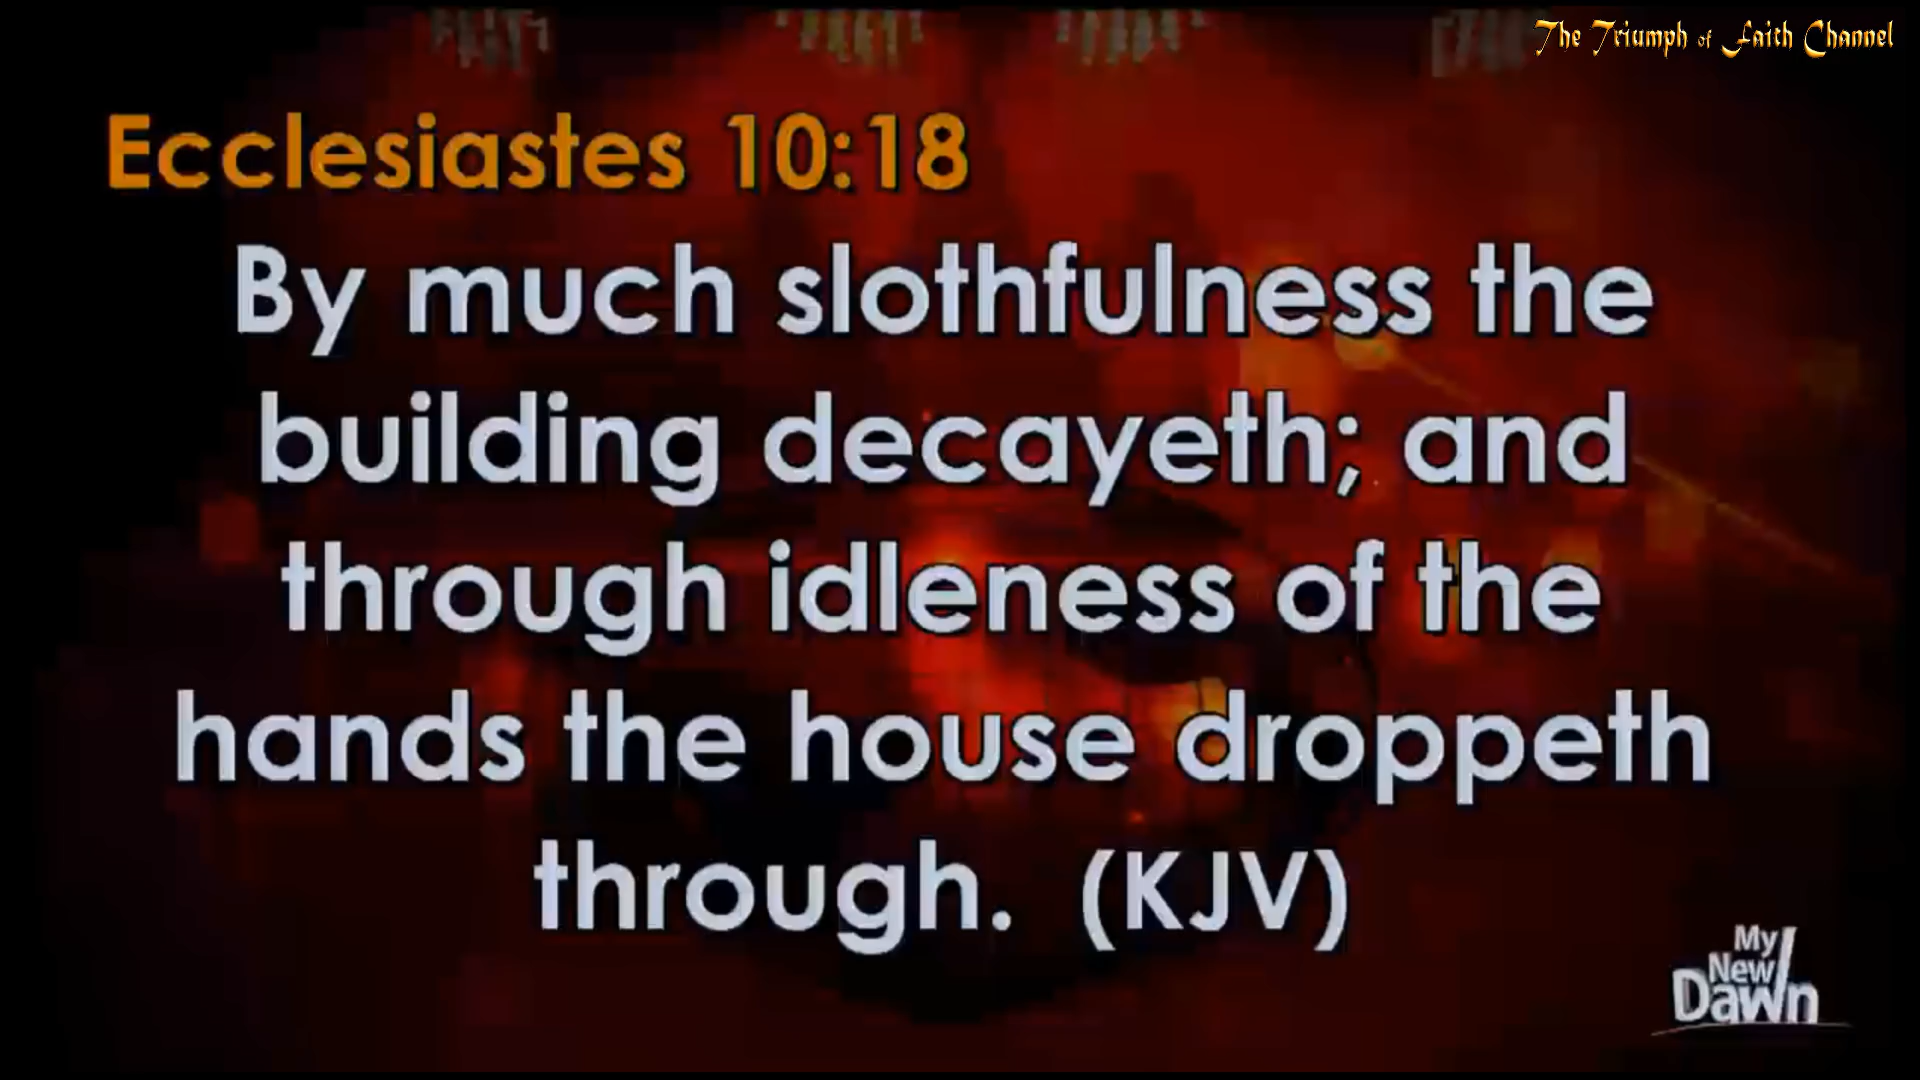 The Triumph of Faith Channel
Ecclesiastes 10:18
By much slothfulness the
building decayeth; and
through idleness of the
hands the house droppeth
through. (KJV)
My
New
Dawn